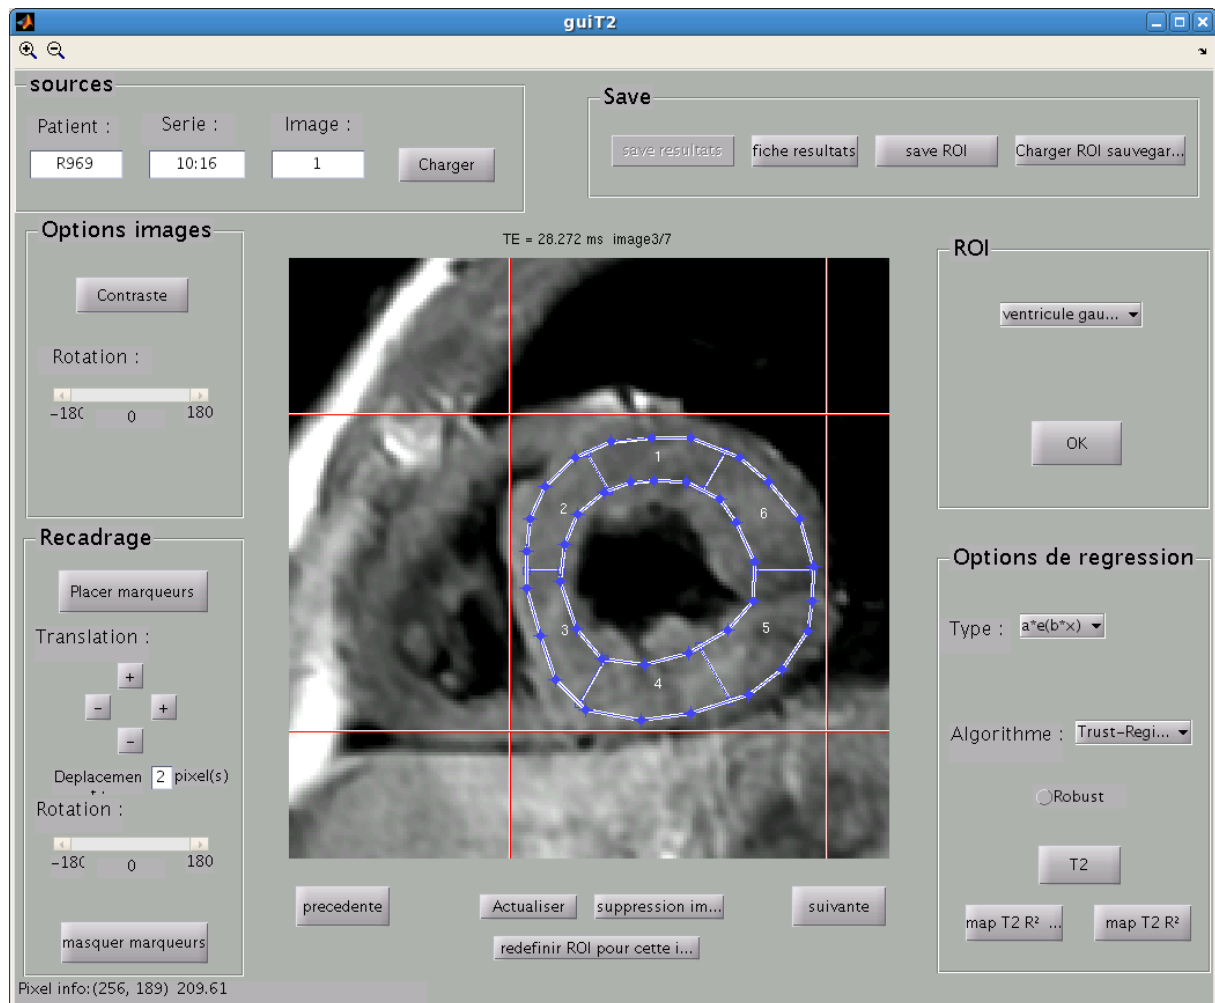 guiT2
sources
Patient :
Serie :
Image :
R969
10:16
1
Charger
Save
save resultats
fiche resultats
save ROI
Charger ROI sauvegar...
Options images
Contraste
Rotation :
-180
0
180
Recadrage
Placer marqueurs
Translation :
+
-
+
-
Deplacemen
2
pixel(s)
Rotation :
-180
0
180
masquer marqueurs
TE = 28.272 ms image3/7
1
2
6
3
5
4
precedente
Actualiser
suppression im...
suivante
redefinir ROI pour cette i...
ROI
ventricule gau...
OK
Options de regression
Type :
a*e(b*x)
Algorithme :
Trust-Regi...
Robust
T2
map T2 R² ...
map T2 R²
Pixel info: (256, 189) 209.61